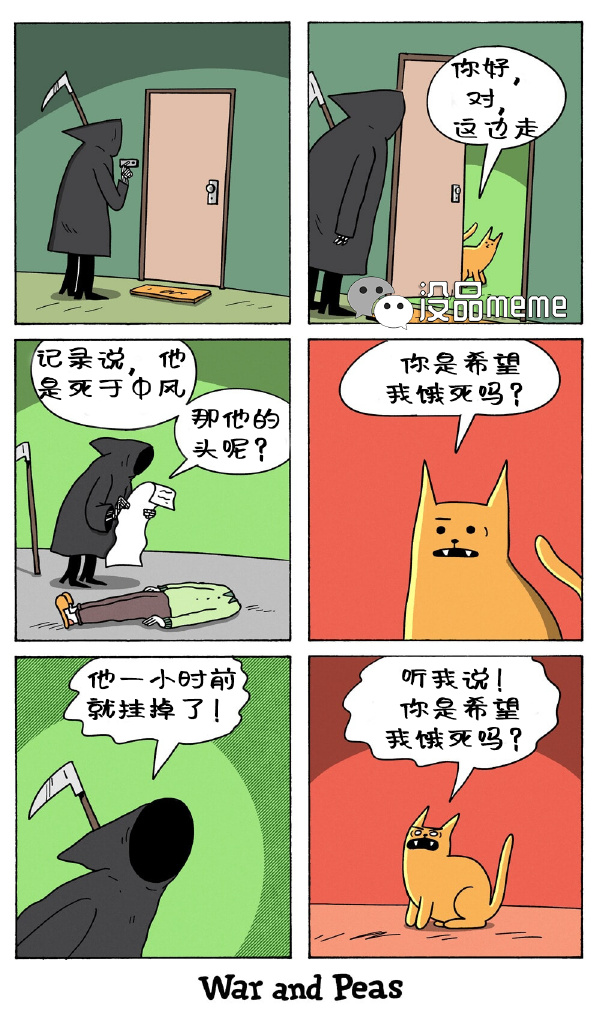 你好，
对，
这边走
没品meme
记录说，他
是死于中风
那他的
头呢？
你是希望
我饿死吗？
他一小时前
就挂掉了！
听我说！
你是希望
我饿死吗？
War and Peas